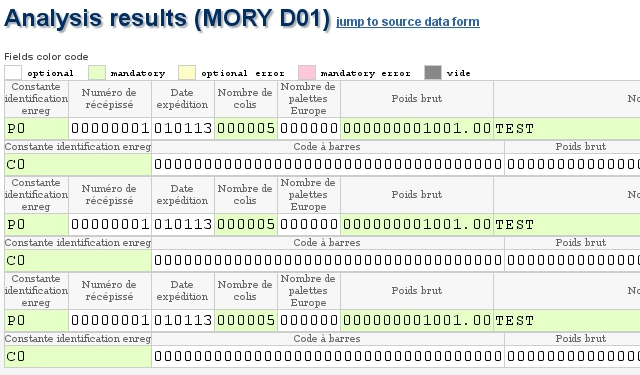 Analysis results (MORY D01) jump to source data form
Fields color code
optional mandatory optional error mandatory error vide
Constante identification enreg Numéro de récépissé Date expédition Nombre de colis Nombre de palettes Europe Poids brut No
P0 00000001 010113 000005 000000 000000001001.00 TEST
Constante identification enreg Code à barres Poids brut
C0 00000000000000000000000000000000000 0000000000000
Constante identification enreg Numéro de récépissé Date expédition Nombre de colis Nombre de palettes Europe Poids brut No
P0 00000001 010113 000005 000000 000000001001.00 TEST
Constante identification enreg Code à barres Poids brut
C0 00000000000000000000000000000000000 0000000000000
Constante identification enreg Numéro de récépissé Date expédition Nombre de colis Nombre de palettes Europe Poids brut No
P0 00000001 010113 000005 000000 000000001001.00 TEST
Constante identification enreg Code à barres Poids brut
C0 00000000000000000000000000000000000 0000000000000